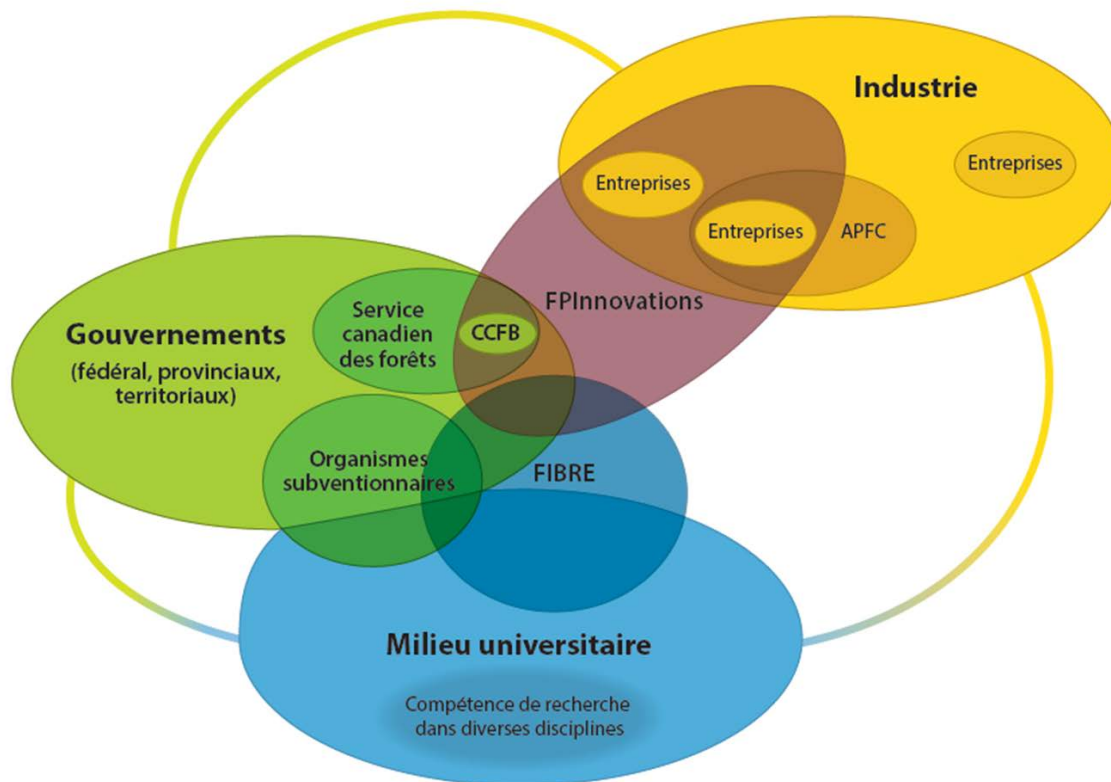 Industrie
Entreprises
Entreprises
Entreprises
APFC
FPInnovations
Gouvernements
(fédéral, provinciaux,
territoriaux)
Service
canadien
des forêts
CCFB
Organismes
subventionnaires
FIBRE
Milieu universitaire
Compétence de recherche
dans diverses disciplines